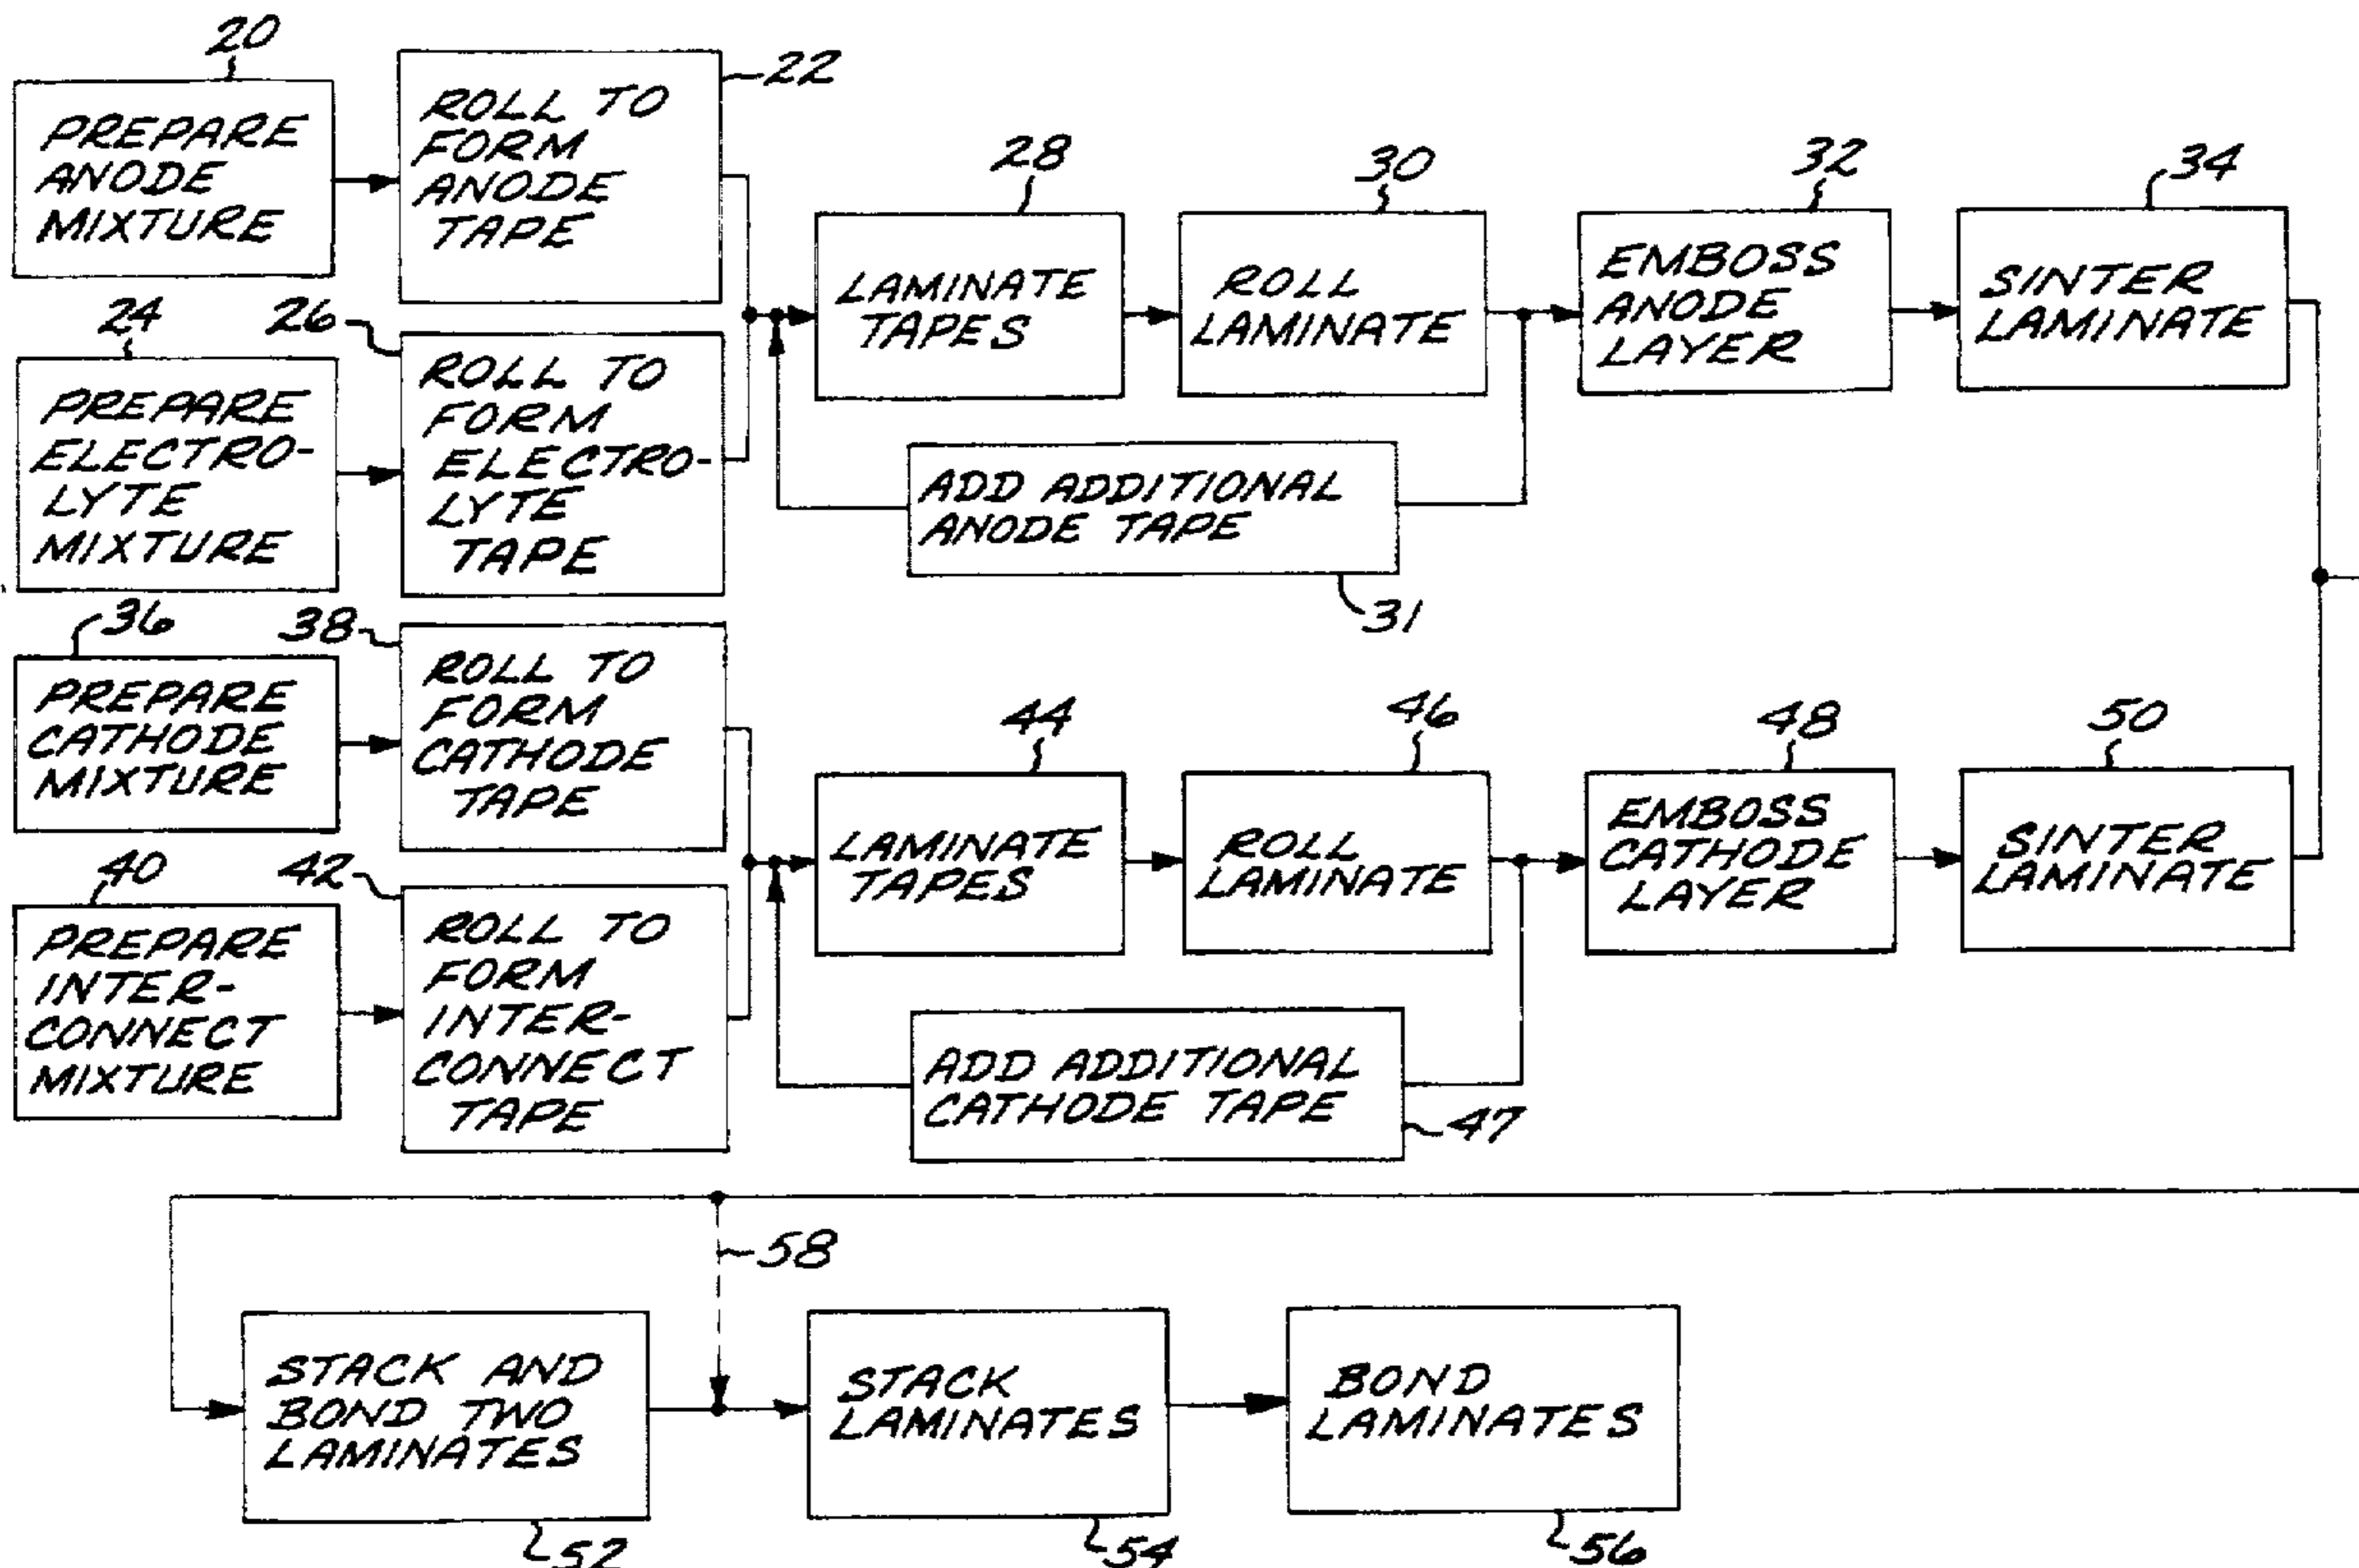 20
PREPARE
ANODE
MIXTURE
22
ROLL TO
FORM
ANODE
TAPE
24
PREPARE
ELECTRO-
LYTE
MIXTURE
26
ROLL TO
FORM
ELECTRO-
LYTE
TAPE
28
LAMINATE
TAPES
30
ROLL
LAMINATE
32
EMBOSS
ANODE
LAYER
34
SINTER
LAMINATE
ADD ADDITIONAL
ANODE TAPE
31
36
PREPARE
CATHODE
MIXTURE
38
ROLL TO
FORM
CATHODE
TAPE
40
PREPARE
INTER-
CONNECT
MIXTURE
42
ROLL TO
FORM
INTER-
CONNECT
TAPE
44
LAMINATE
TAPES
46
ROLL
LAMINATE
48
EMBOSS
CATHODE
LAYER
50
SINTER
LAMINATE
ADD ADDITIONAL
CATHODE TAPE
47
58
STACK AND
BOND TWO
LAMINATES
52
STACK
LAMINATES
54
BOND
LAMINATES
56